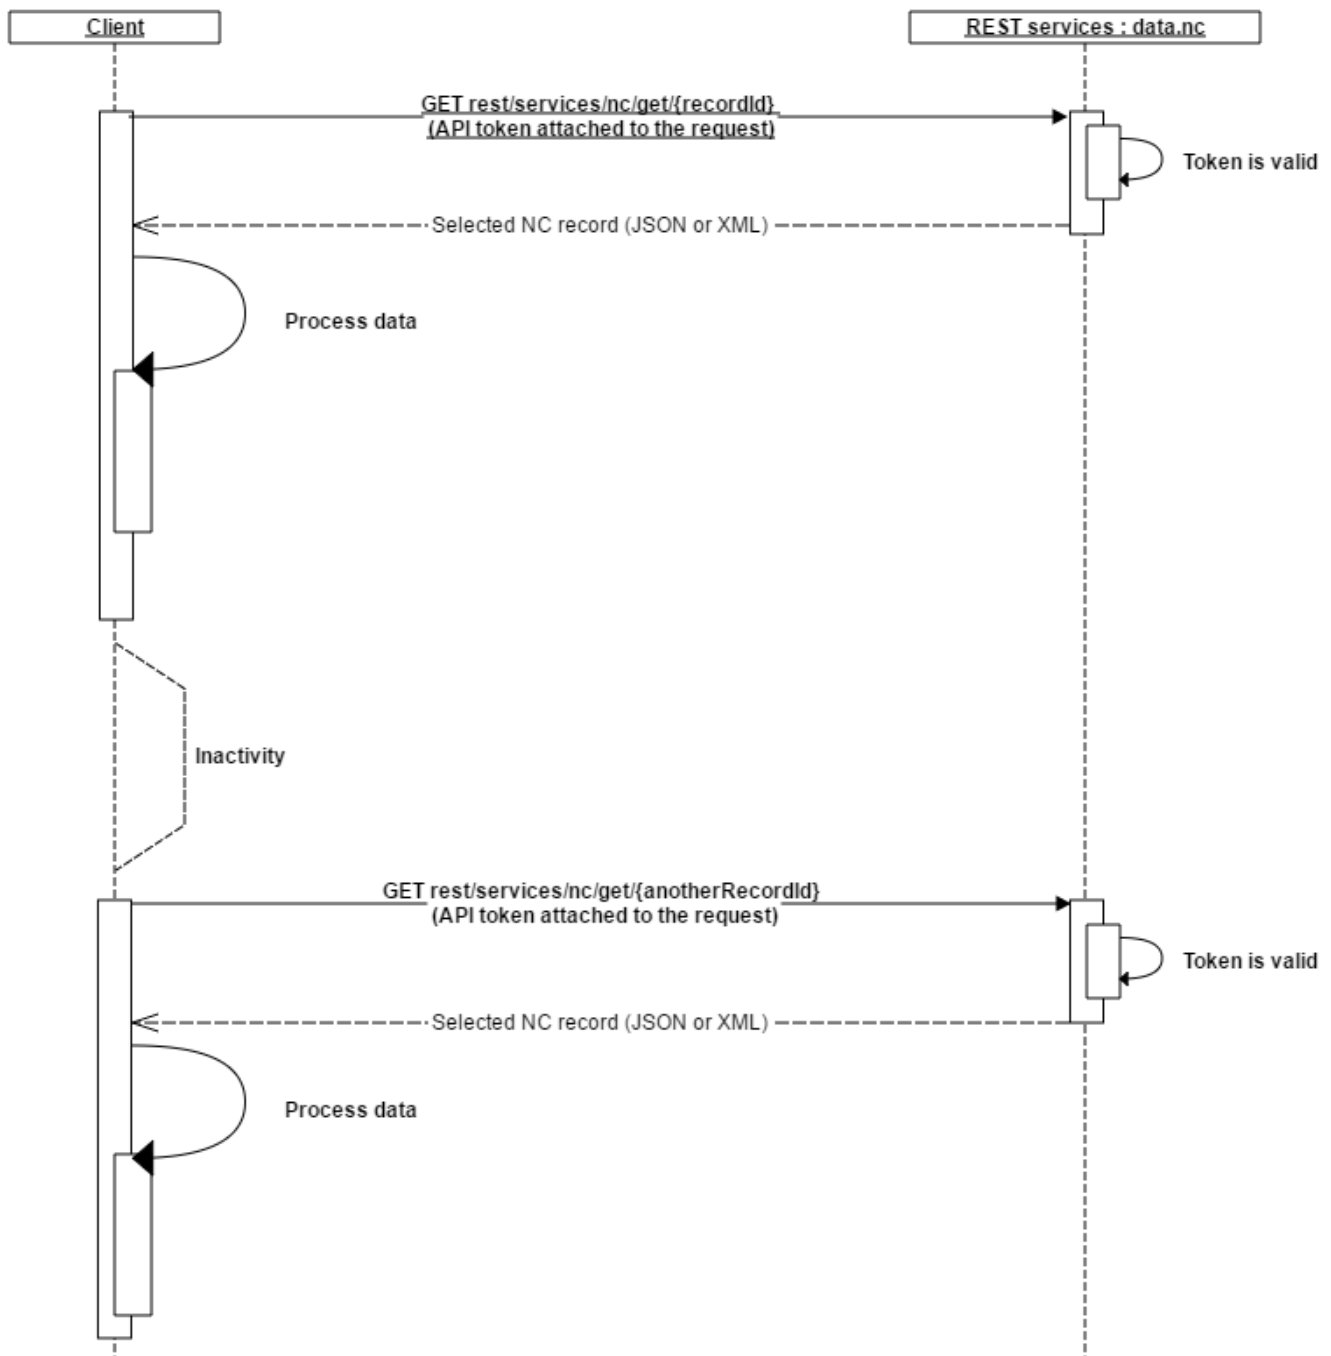 Client
REST services : data.nc
GET rest/services/nc/get/{recordId}
(API token attached to the request)
Token is valid
Selected NC record (JSON or XML)
Process data
Inactivity
GET rest/services/nc/get/{anotherRecordId}
(API token attached to the request)
Token is valid
Selected NC record (JSON or XML)
Process data